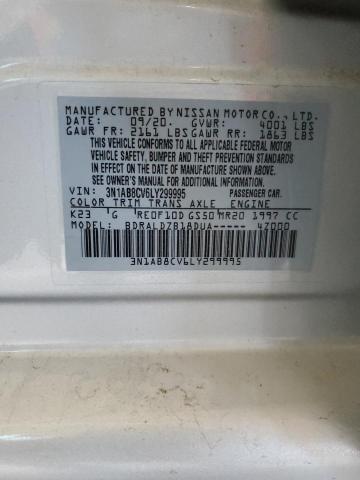 MANUFACTURED BY NISSAN MOTOR CO., LTD.
DATE: 09/20. GVWR: 4001 LBS
GAWR FR: 2161 LBS GAWR RR: 1863 LBS
THIS VEHICLE CONFORMS TO ALL APPLICABLE FEDERAL MOTOR
VEHICLE SAFETY, BUMPER AND THEFT PREVENTION STANDARDS
IN EFFECT ON THE DATE OF MANUFACTURE SHOWN ABOVE.
SEE OWNER'S MANUAL FOR ADDITIONAL INFORMATION
VIN: 3N1AB8CV6LY299995 PASSENGER CAR.
COLOR TRIM TRANS AXLE ENGINE
K23 G RE0F10D GS50 MR20 1997 CC
MODEL: BDRALDZB18DUA----- 47000
3N1AB8CV6LY299995